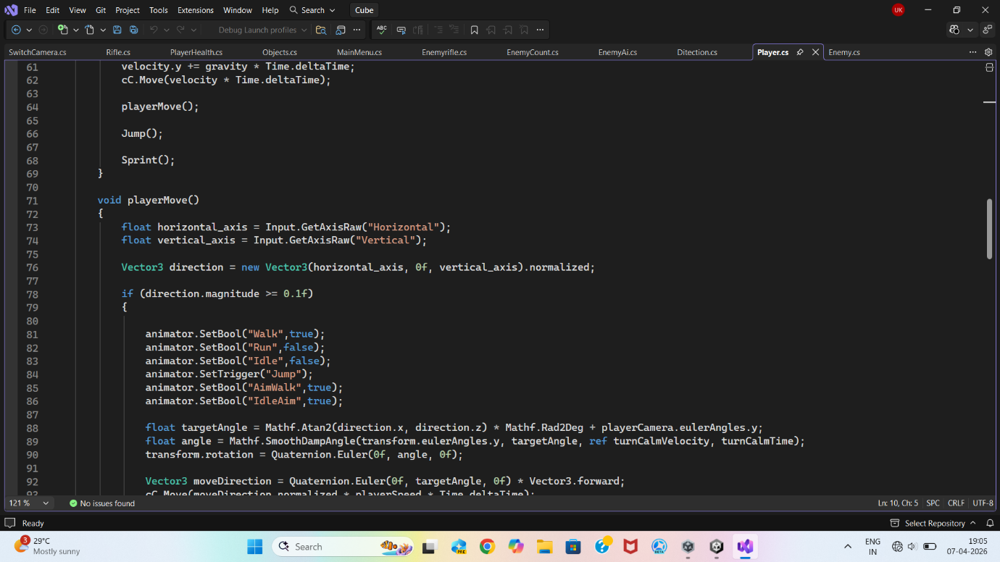 File Edit View Git Project Tools Extensions Window Help Search Cube UK
Debug Launch profiles ABC
SwitchCamera.cs Rifle.cs PlayerHealth.cs Objects.cs MainMenu.cs Enemyrifle.cs EnemyCount.cs EnemyAi.cs Ditection.cs Player.cs Enemy.cs
61 velocity.y += gravity * Time.deltaTime;
62 cC.Move(velocity * Time.deltaTime);
63
64 playerMove();
65
66 Jump();
67
68 Sprint();
69 }
70
71 void playerMove()
72 {
73 float horizontal_axis = Input.GetAxisRaw("Horizontal");
74 float vertical_axis = Input.GetAxisRaw("Vertical");
75
76 Vector3 direction = new Vector3(horizontal_axis, 0f, vertical_axis).normalized;
77
78 if (direction.magnitude >= 0.1f)
79 {
80
81 animator.SetBool("Walk",true);
82 animator.SetBool("Run",false);
83 animator.SetBool("Idle",false);
84 animator.SetTrigger("Jump");
85 animator.SetBool("AimWalk",true);
86 animator.SetBool("IdleAim",true);
87
88 float targetAngle = Mathf.Atan2(direction.x, direction.z) * Mathf.Rad2Deg + playerCamera.eulerAngles.y;
89 float angle = Mathf.SmoothDampAngle(transform.eulerAngles.y, targetAngle, ref turnCalmVelocity, turnCalmTime);
90 transform.rotation = Quaternion.Euler(0f, angle, 0f);
91
92 Vector3 moveDirection = Quaternion.Euler(0f, targetAngle, 0f) * Vector3.forward;
93 cC.Move(moveDirection.normalized * playerSpeed * Time.deltaTime);
121 % No issues found Ln: 10, Ch: 5 SPC CRLF UTF-8
Ready Select Repository
3 29°C
Mostly sunny
Search
PRE
BETA
ENG
IN
19:05
07-04-2026